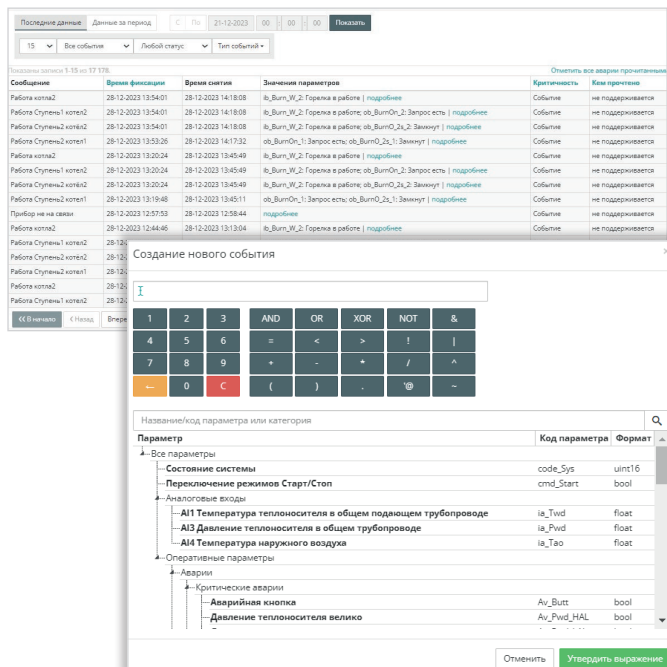 Последние данные Данные за период С По 21-12-2023 00 : 00 : 00 Показать
15 Все события Любой статус Тип событий
Показаны записи 1-15 из 17 176 Отметить все аварии прочитанными
Сообщение Время фиксации Время снятия Значения параметров Критичность Кем прочтено
Работа котла2 28-12-2023 13:54:01 28-12-2023 14:18:08 ib_Burn_W_2: Горелка в работе | подробнее Событие не поддерживается
Работа Ступень1 котел2 28-12-2023 13:54:01 28-12-2023 14:18:08 ib_Burn_W_2: Горелка в работе; ob_BurnOn_2: Запрос есть | подробнее Событие не поддерживается
Работа Ступень2 котёл2 28-12-2023 13:54:01 28-12-2023 14:18:08 ib_Burn_W_2: Горелка в работе; ob_BurnO_2s_2: Замкнут | подробнее Событие не поддерживается
Работа Ступень2 котел1 28-12-2023 13:53:26 28-12-2023 14:17:32 ob_BurnOn_1: Запрос есть; ob_BurnO_2s_1: Замкнут | подробнее Событие не поддерживается
Работа котла2 28-12-2023 13:20:24 28-12-2023 13:45:49 ib_Burn_W_2: Горелка в работе | подробнее Событие не поддерживается
Работа Ступень1 котел2 28-12-2023 13:20:24 28-12-2023 13:45:49 ib_Burn_W_2: Горелка в работе; ob_BurnOn_2: Запрос есть | подробнее Событие не поддерживается
Работа Ступень2 котёл2 28-12-2023 13:20:24 28-12-2023 13:45:49 ib_Burn_W_2: Горелка в работе; ob_BurnO_2s_2: Замкнут | подробнее Событие не поддерживается
Работа Ступень2 котел1 28-12-2023 13:19:48 28-12-2023 13:45:11 ob_BurnOn_1: Запрос есть; ob_BurnO_2s_1: Замкнут | подробнее Событие не поддерживается
Прибор не на связи 28-12-2023 12:57:53 28-12-2023 12:58:44 подробнее Событие не поддерживается
Работа котла2 28-12-2023 12:44:46 28-12-2023 13:13:04 ib_Burn_W_2: Горелка в работе | подробнее Событие не поддерживается
Работа Ступень1 котел2 28-12-
Работа Ступень2 котёл2 28-12-
Работа Ступень2 котел1 28-12-
Работа котла2 28-12-
Работа Ступень1 котел2 28-12-
В начало Назад Впере
Создание нового события ×
1 2 3 AND OR XOR NOT &
4 5 6 = < > ! |
7 8 9 + - * / ^
← 0 C ( ) . '@ ~
Название/код параметра или категория
Параметр Код параметра Формат
Все параметры
Состояние системы code_Sys uint16
Переключение режимов Старт/Стоп cmd_Start bool
Аналоговые входы
AI1 Температура теплоносителя в общем подающем трубопроводе ia_Twd float
AI3 Давление теплоносителя в общем трубопроводе ia_Pwd float
AI4 Температура наружного воздуха ia_Tao float
Оперативные параметры
Аварии
Критические аварии
Аварийная кнопка Av_Butt bool
Давление теплоносителя велико Av_Pwd_HAL bool
Отменить Утвердить выражение